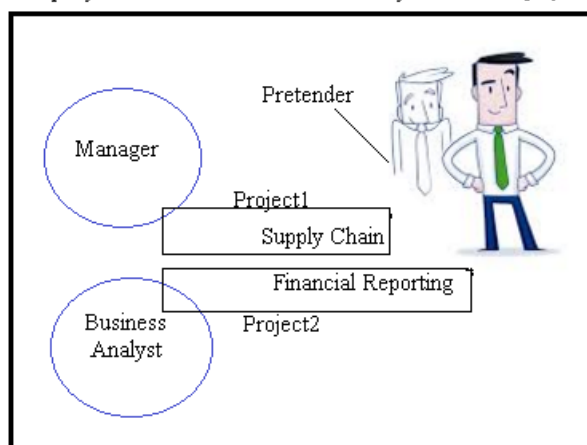 Pretender
Manager
Project1
Supply Chain
Financial Reporting
Business
Analyst
Project2